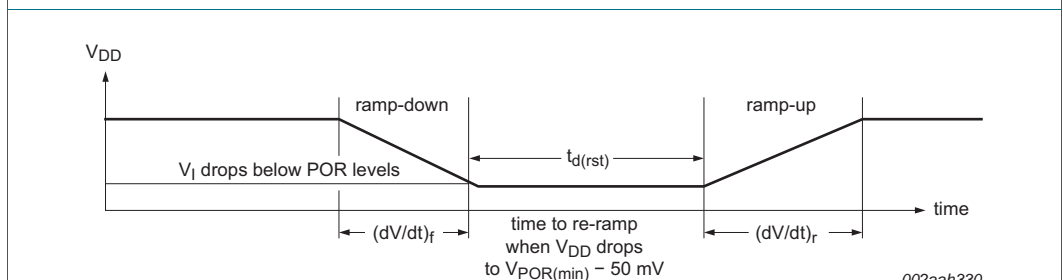 VDD
ramp-down
ramp-up
td(rst)
VI drops below POR levels
time
(dV/dt)f
time to re-ramp
when VDD drops
to VPOR(min) − 50 mV
(dV/dt)r
002aah330